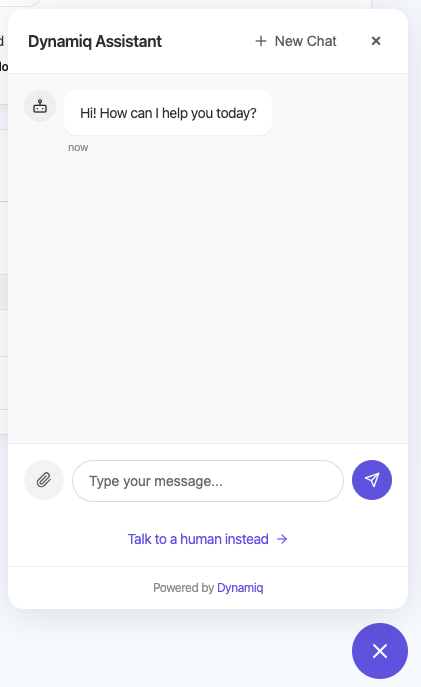 Dynamiq Assistant
New Chat
Hi! How can I help you today?
now
Type your message...
Talk to a human instead
Powered by Dynamiq